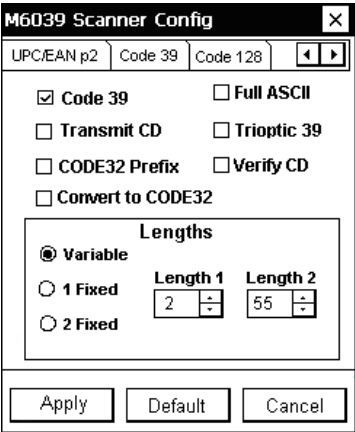 M6039 Scanner Config
UPC/EAN p2 Code 39 Code 128
Code 39 Full ASCII
Transmit CD Trioptic 39
CODE32 Prefix Verify CD
Convert to CODE32
Lengths
Variable
1 Fixed Length 1 Length 2
2 55
2 Fixed
Apply Default Cancel